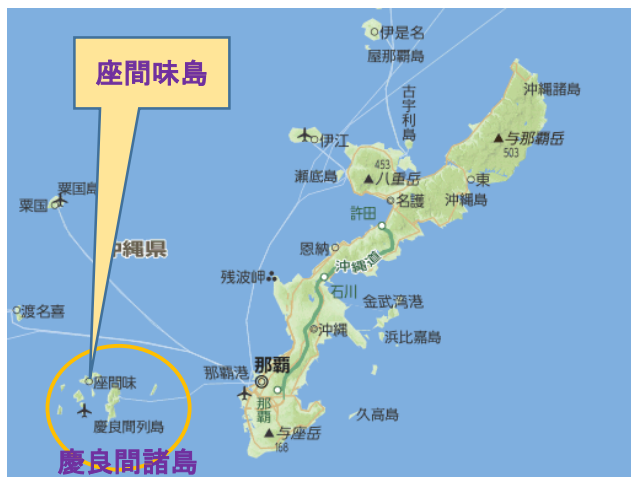 伊是名
屋那覇島
座間味島
古宇利島
沖縄諸島
伊江
与那覇岳
503
453
八重岳
瀬底島
東
粟国島
粟国
名護
沖縄島
許田
恩納
沖縄県
沖縄道
残波岬
石川
金武湾港
渡名喜
沖縄
浜比嘉島
那覇
那覇港
座間味
那覇
久高島
慶良間列島
与座岳
168
慶良間諸島